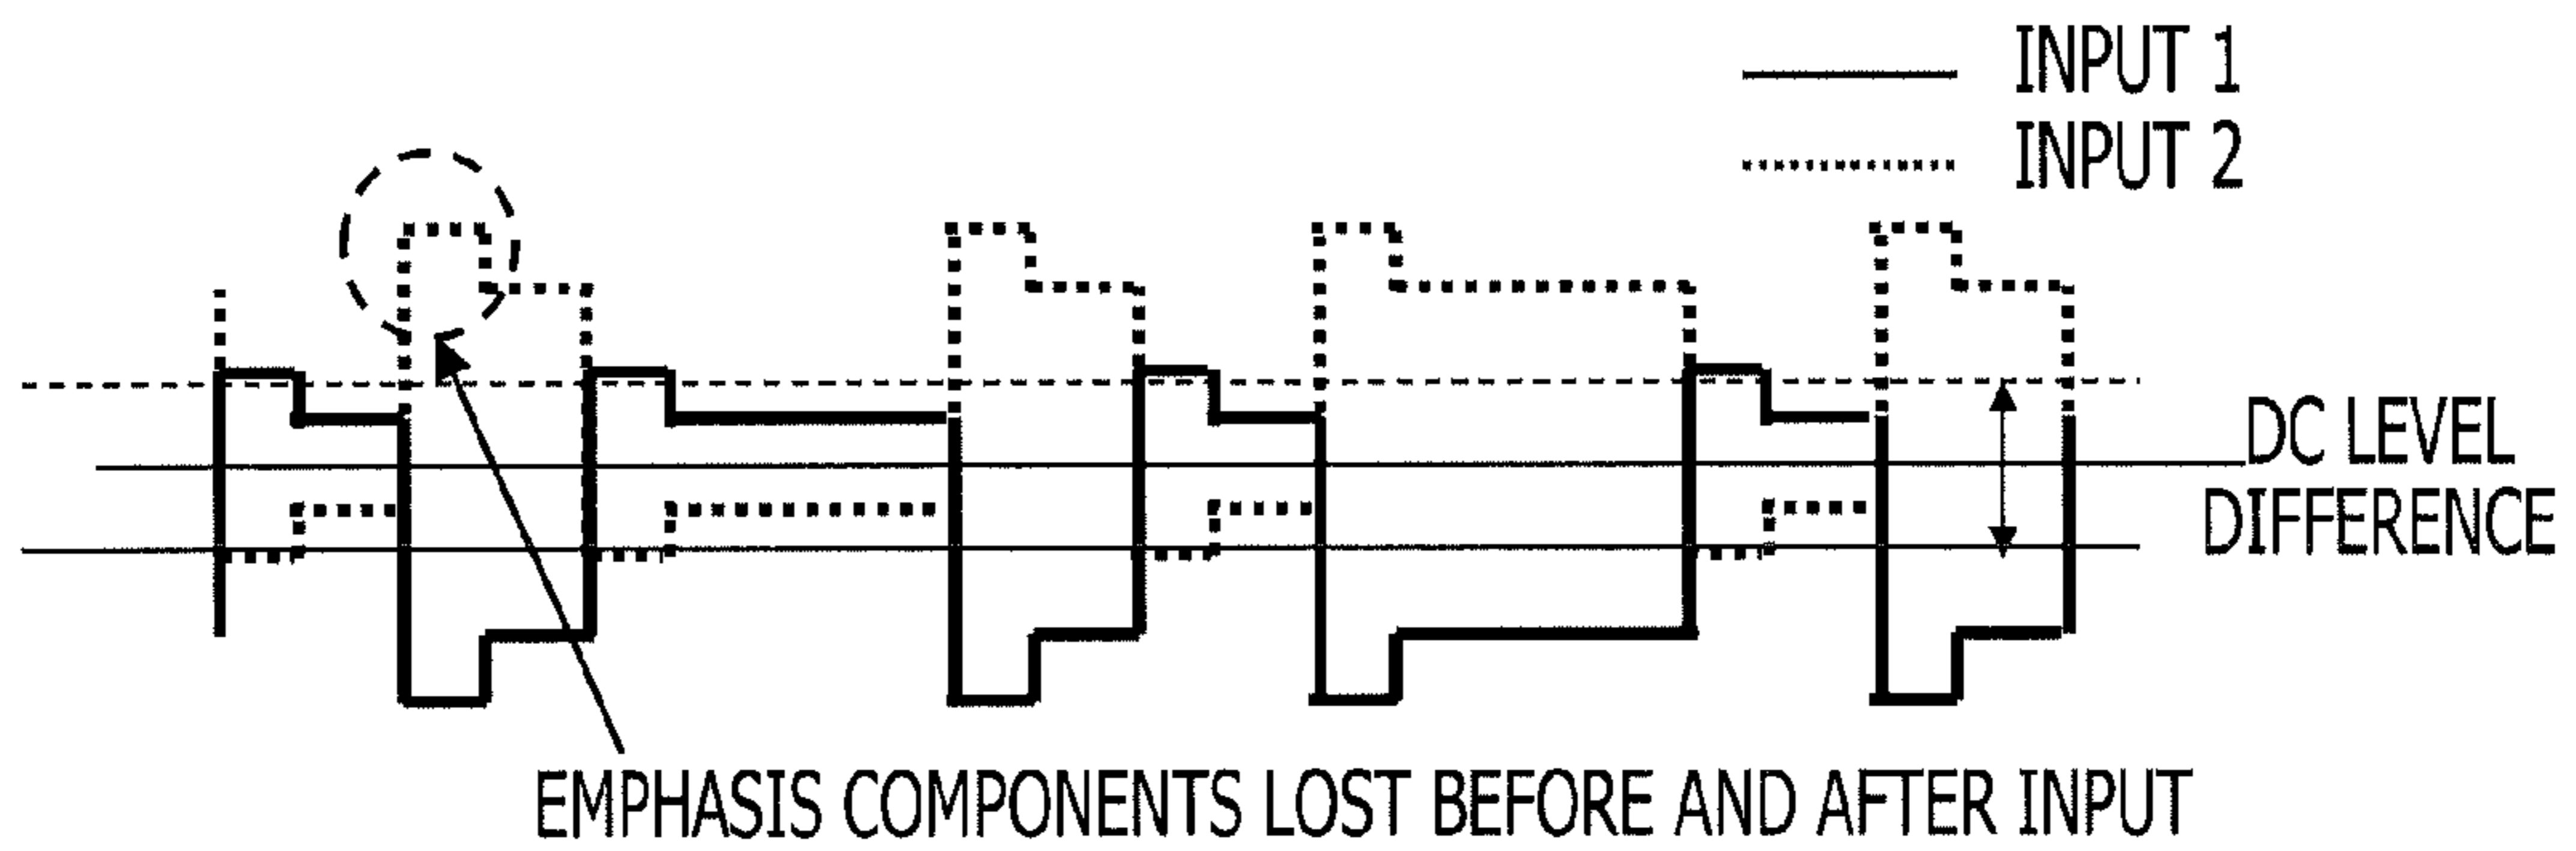 INPUT 1
INPUT 2
DC LEVEL
DIFFERENCE
EMPHASIS COMPONENTS LOST BEFORE AND AFTER INPUT